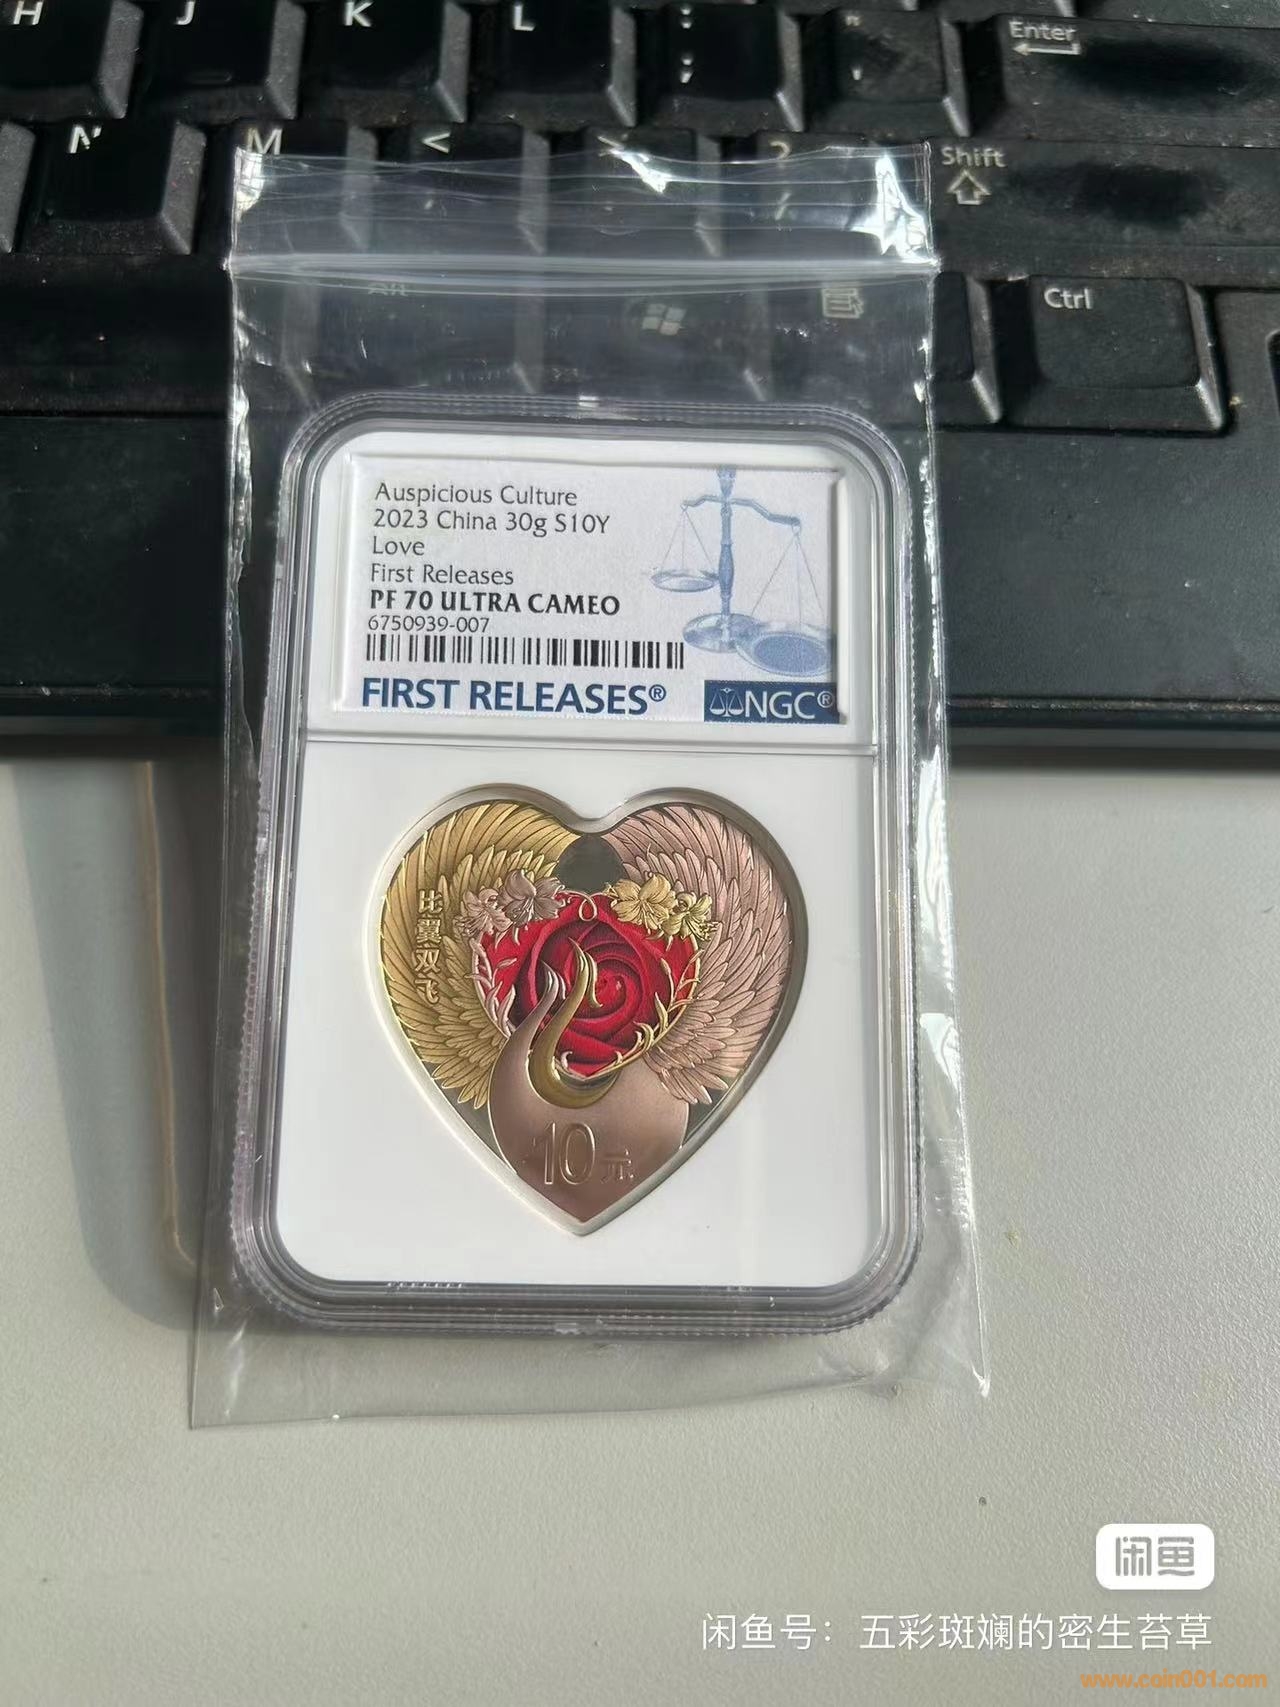 H J K L : ;
" '
Enter
N M < > ?
/
Shift
Alt
Ctrl
Auspicious Culture
2023 China 30g S10Y
Love
First Releases
PF 70 ULTRA CAMEO
6750939-007
FIRST RELEASES® NGC®
比翼双飞
10元
闲鱼
闲鱼号：五彩斑斓的密生苔草
www.coin001.com